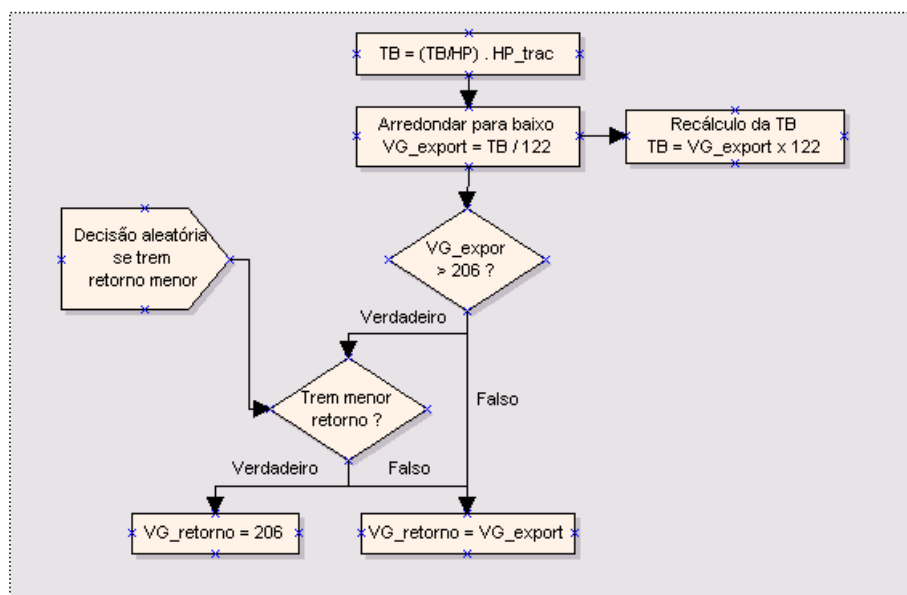 TB = (TB/HP) . HP_trac
Arredondar para baixo
VG_export = TB / 122
Recálculo da TB
TB = VG_export x 122
Decisão aleatória
se trem
retorno menor
VG_expor
> 206 ?
Verdadeiro
Falso
Trem menor
retorno ?
Verdadeiro
Falso
VG_retorno = 206
VG_retorno = VG_export